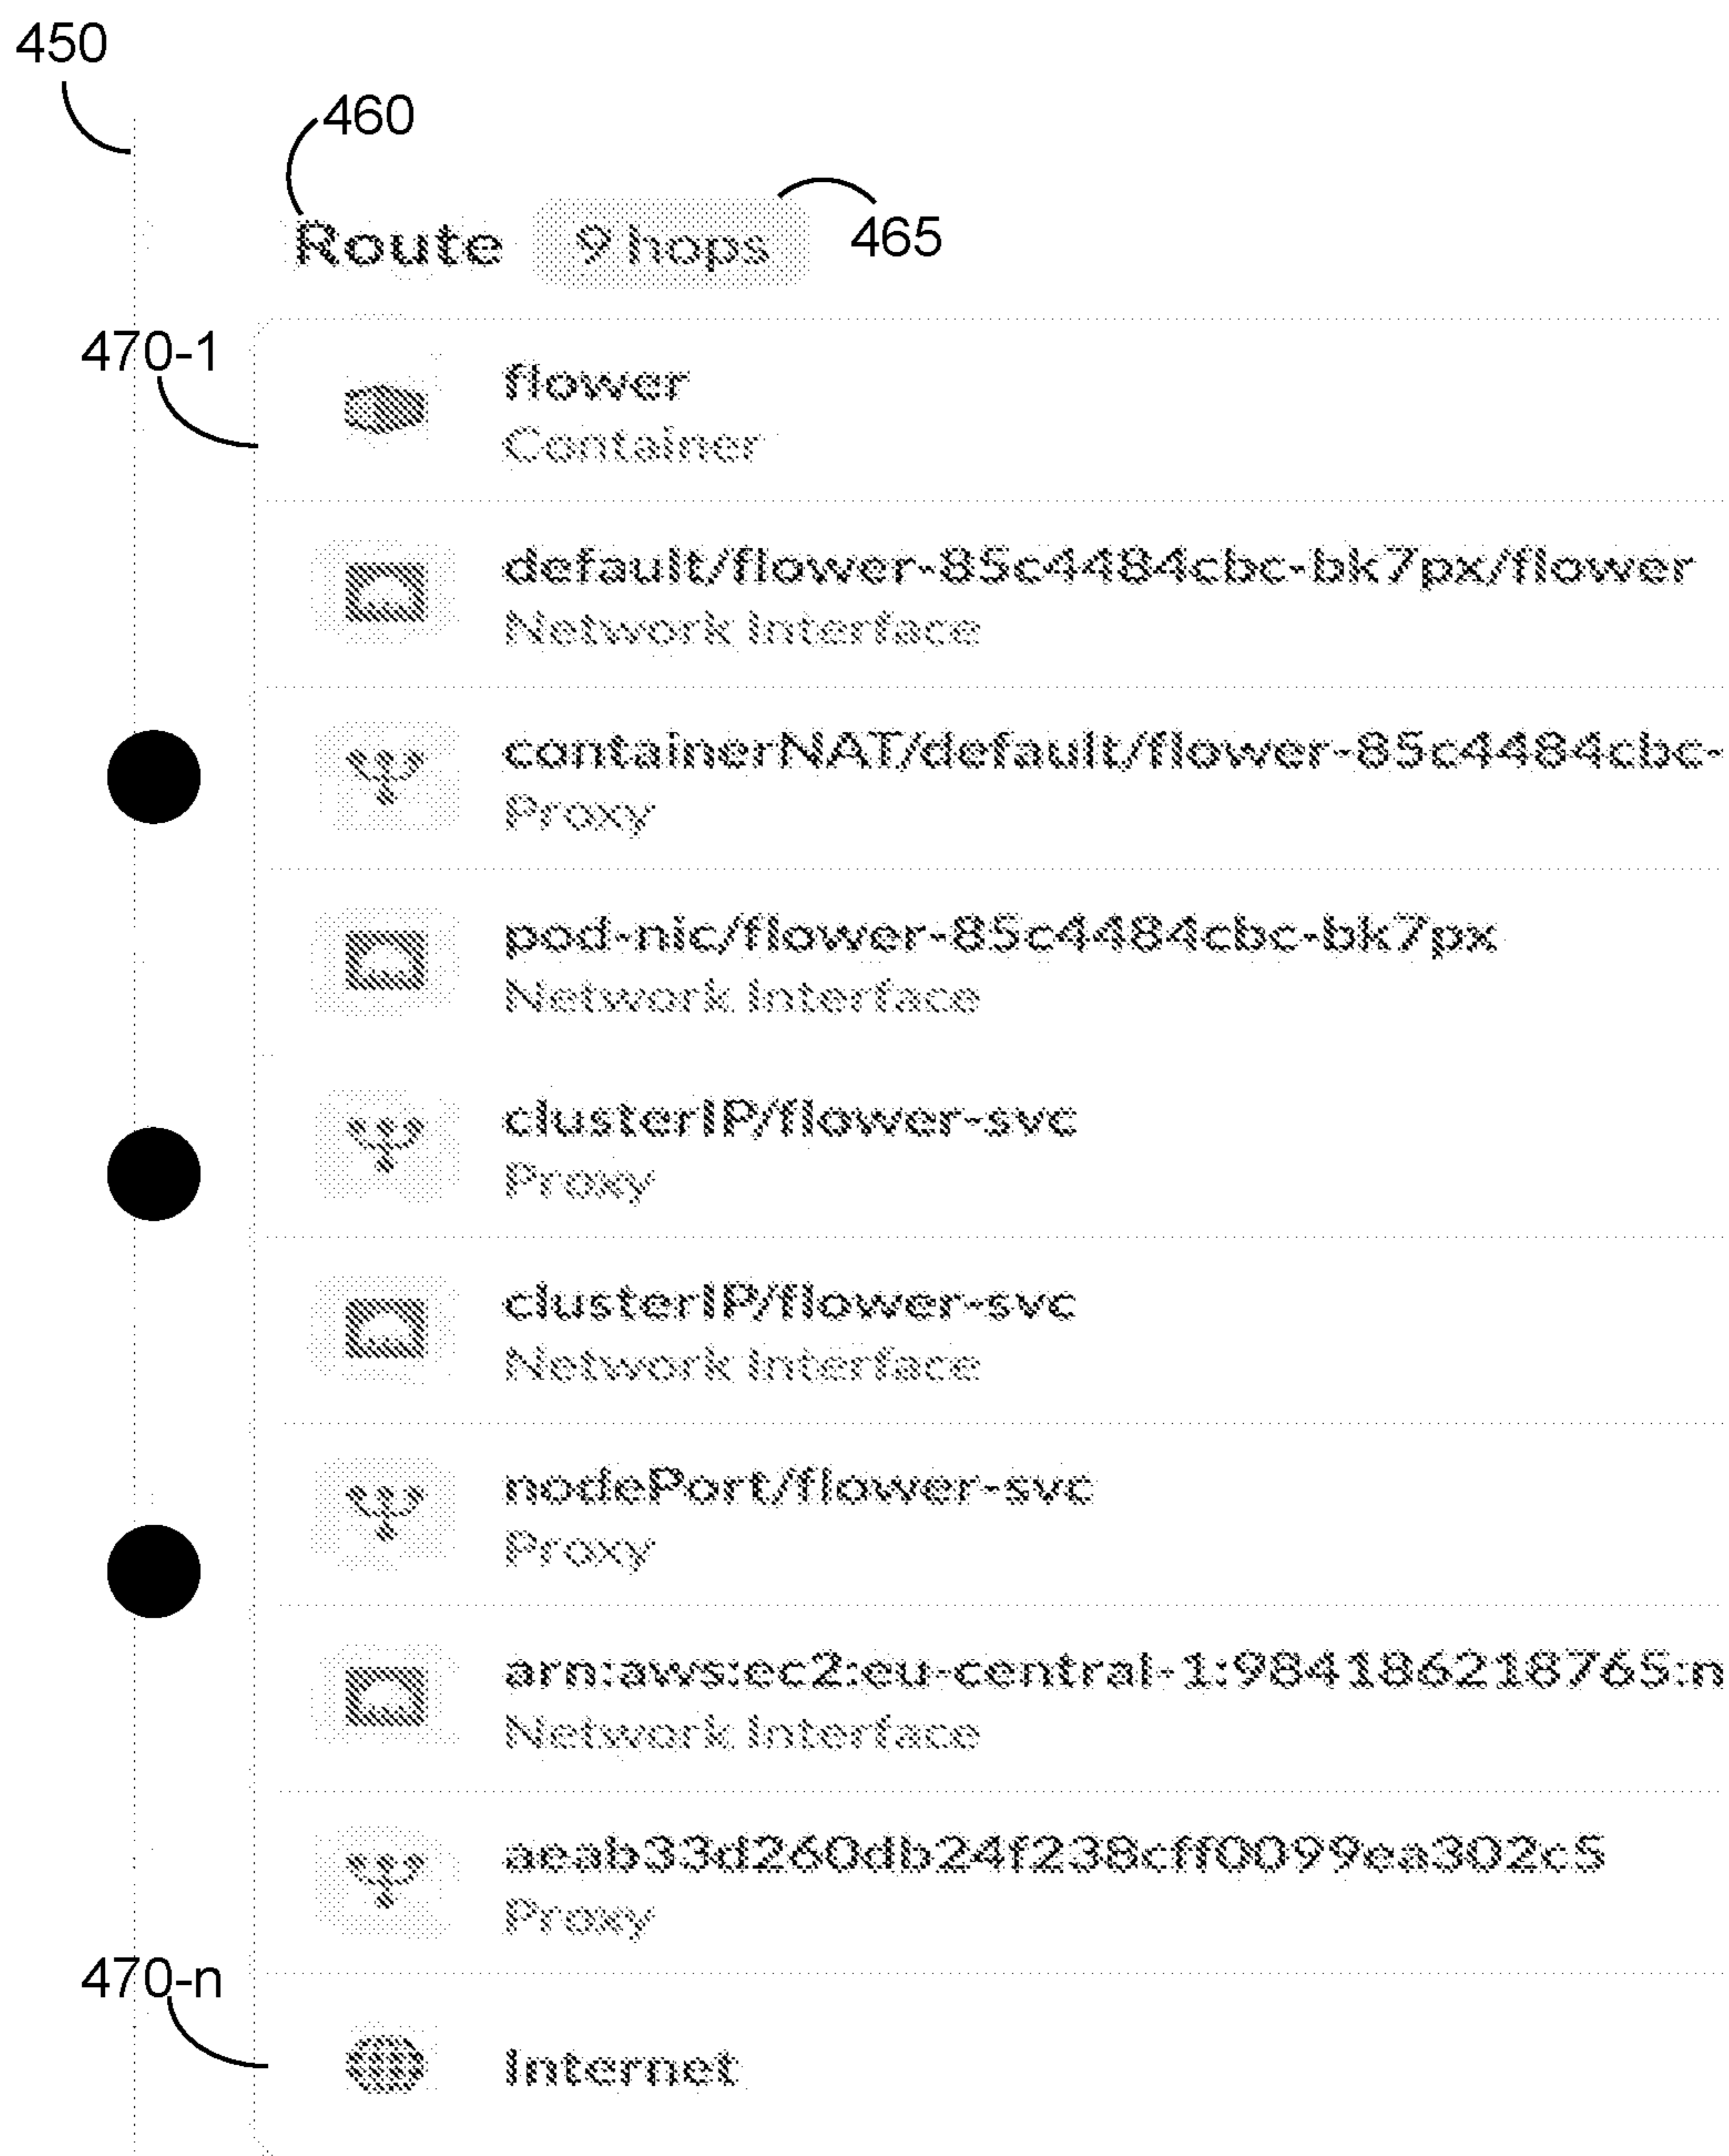 450
460
Route 9 hops 465
470-1
flower
Container
default/flower-85c4484cbc-bk7px/flower
Network Interface
containerNAT/default/flower-85c4484cbc-
Proxy
pod-nic/flower-85c4484cbc-bk7px
Network Interface
clusterIP/flower-svc
Proxy
clusterIP/flower-svc
Network Interface
nodePort/flower-svc
Proxy
arn:aws:ec2:eu-central-1:984186218765:n
Network Interface
aeab33d260db24f238cff0099ea302c5
Proxy
470-n
Internet